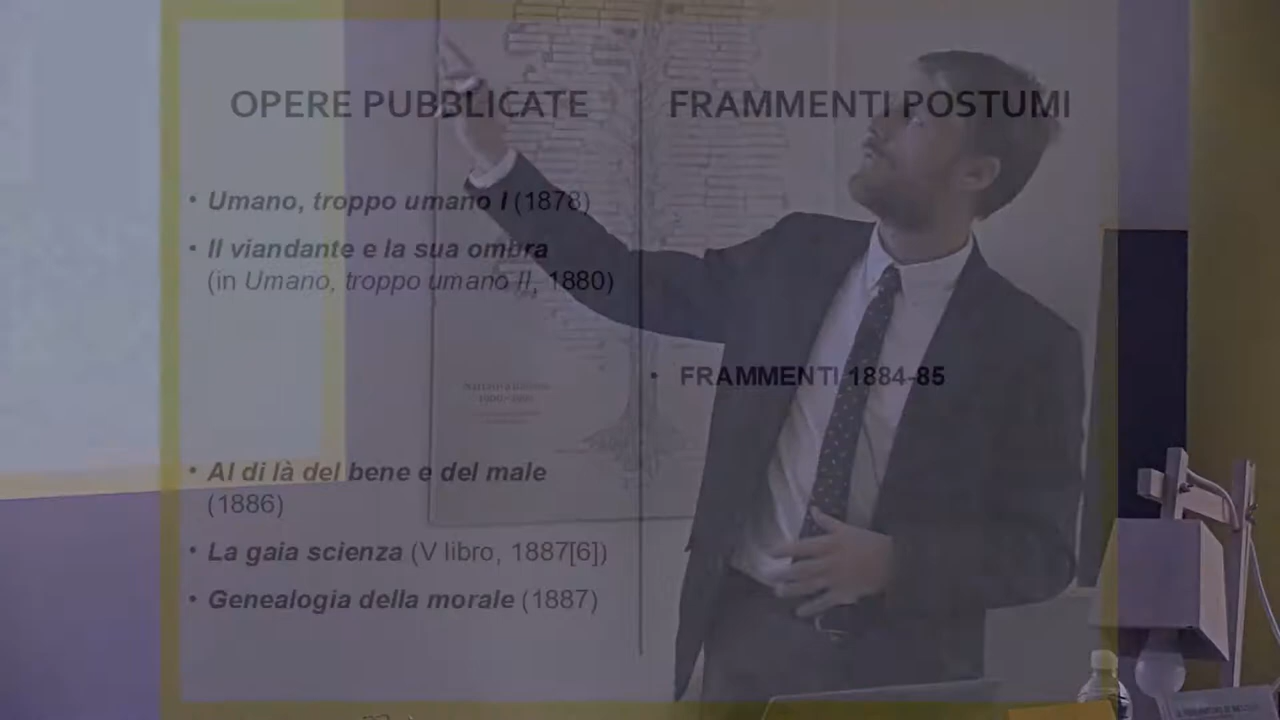 OPERE PUBBLICATE
FRAMMENTI POSTUMI
• Umano, troppo umano I (1878)
• Il viandante e la sua ombra
(in Umano, troppo umano II, 1880)
• FRAMMENTI 1884-85
• Al di là del bene e del male
(1886)
• La gaia scienza (V libro, 1887[6])
• Genealogia della morale (1887)